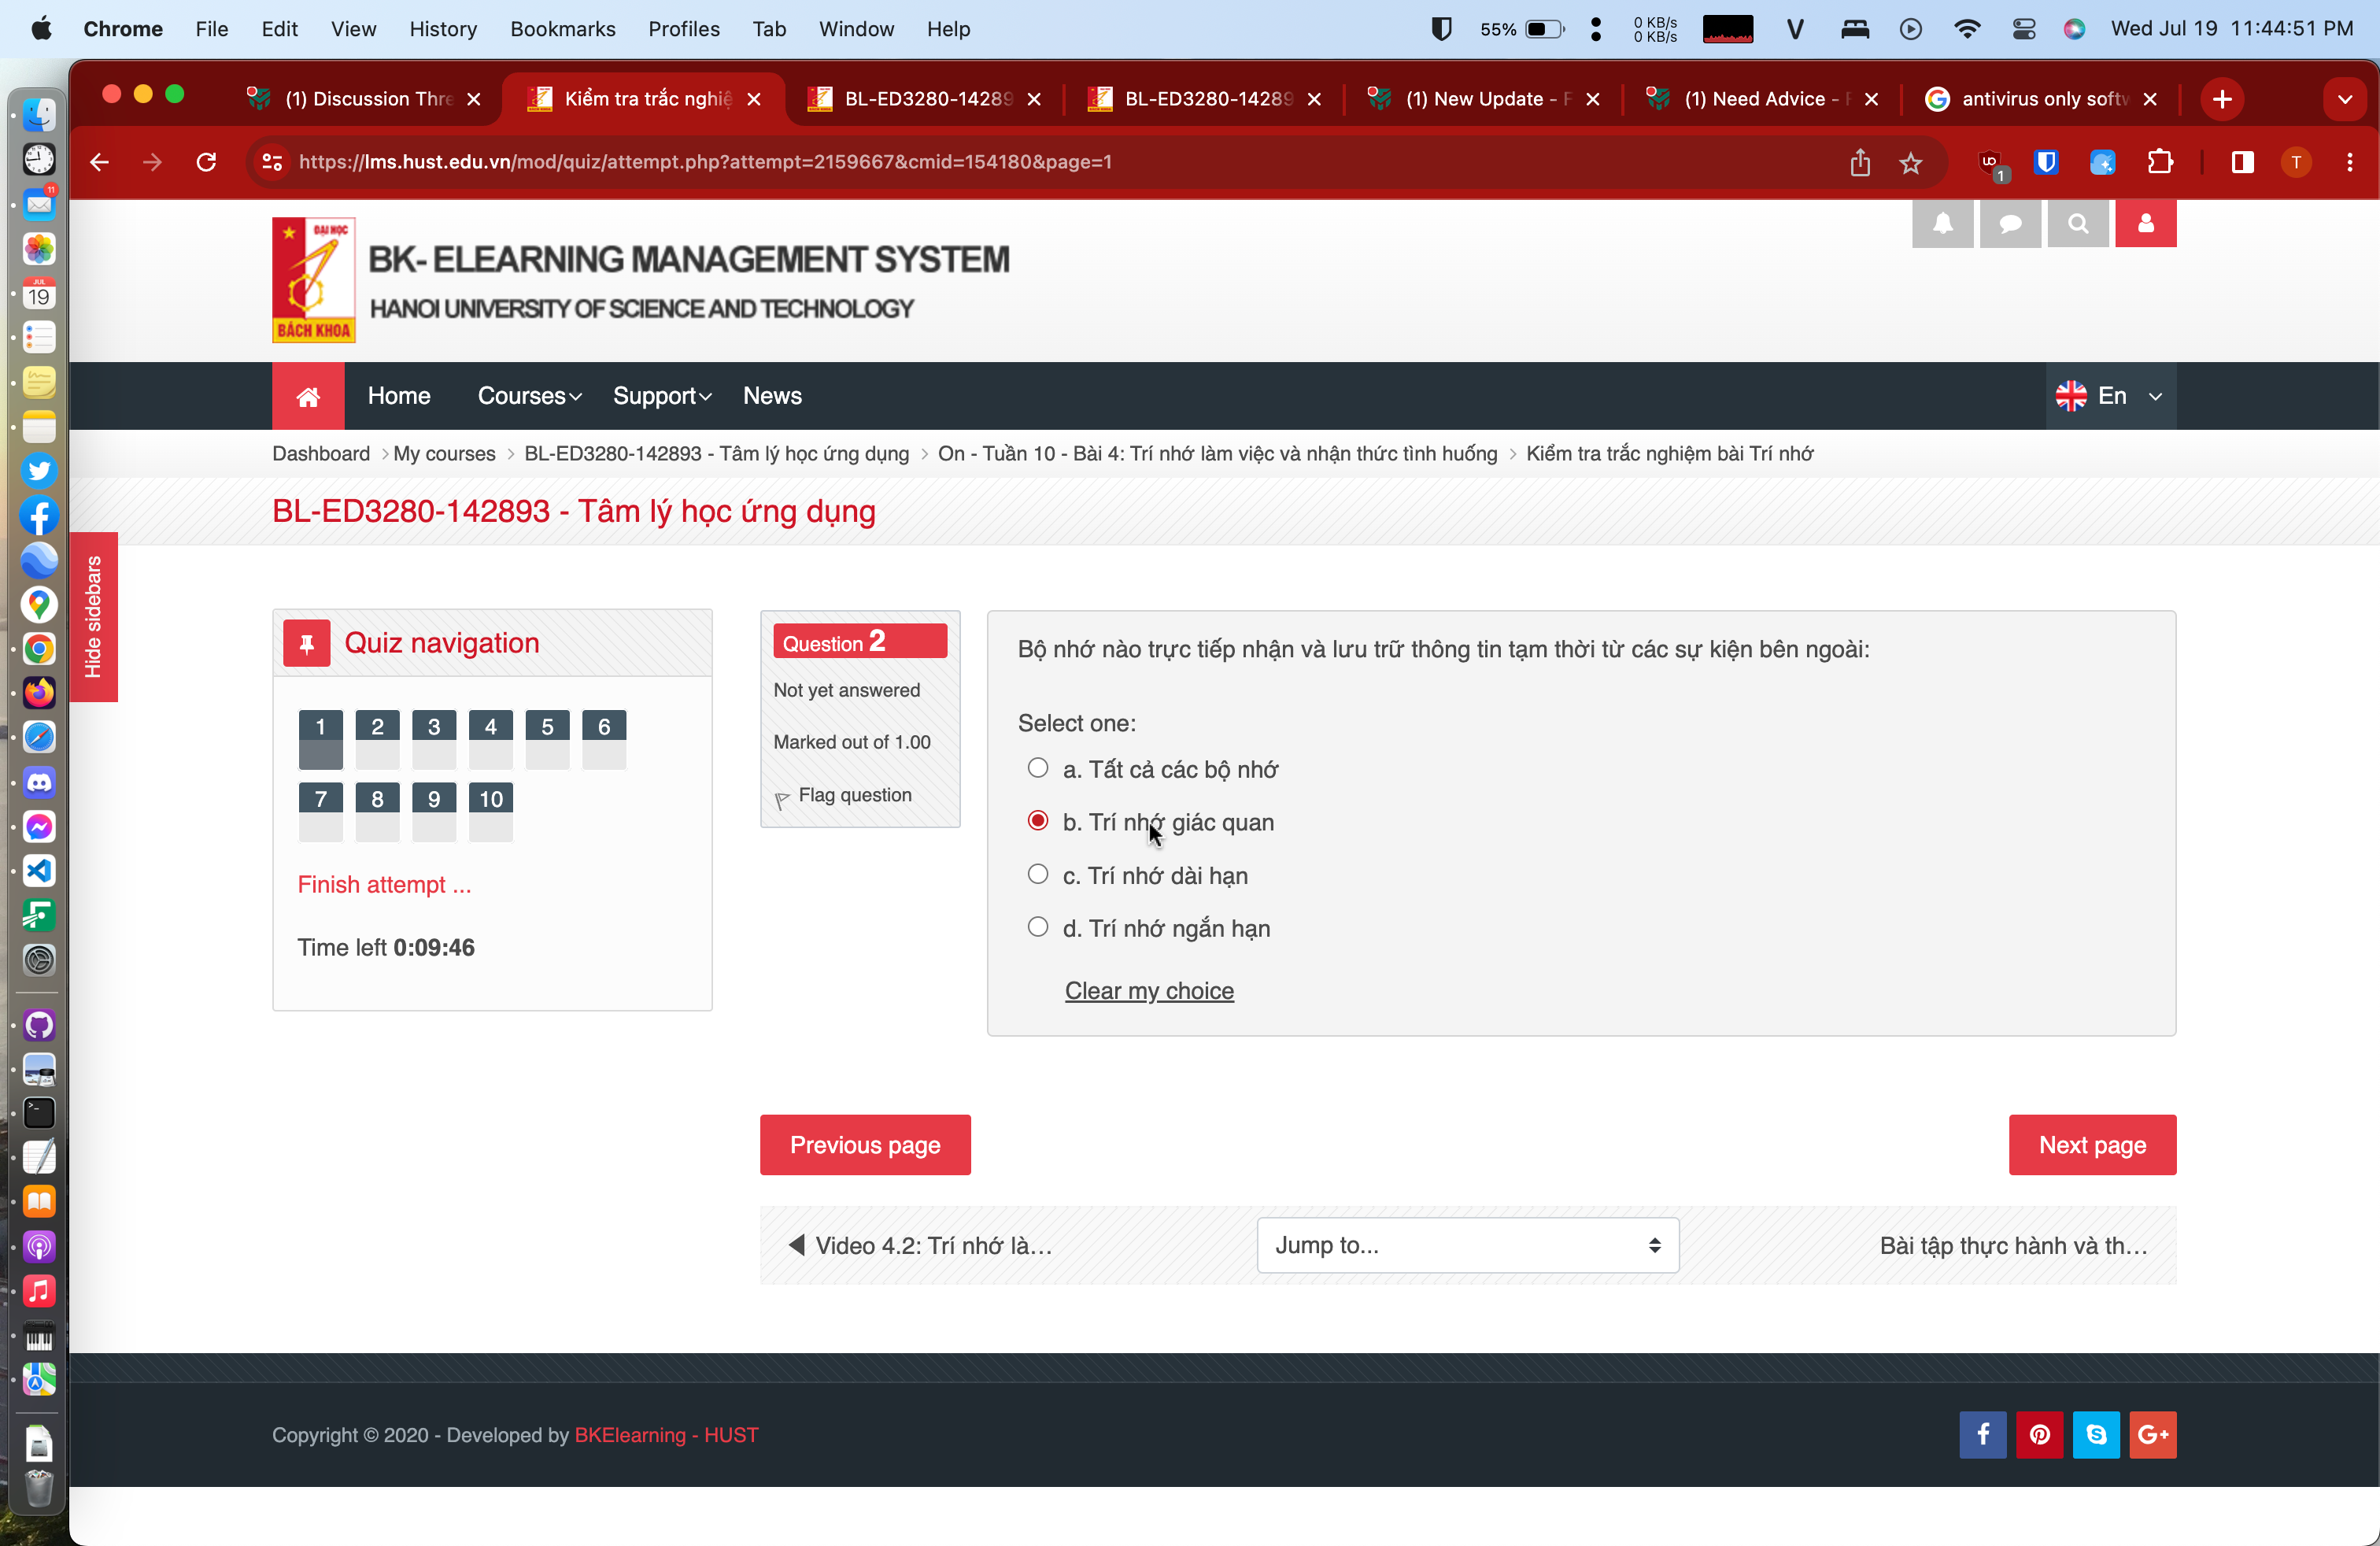 Chrome File Edit View History Bookmarks Profiles Tab Window Help 55% 0 KB/s 0 KB/s Wed Jul 19 11:44:51 PM
(1) Discussion Thre
Kiểm tra trắc nghiệ
BL-ED3280-14289
BL-ED3280-14289
(1) New Update - F
(1) Need Advice - F
antivirus only softw
https://lms.hust.edu.vn/mod/quiz/attempt.php?attempt=2159667&cmid=154180&page=1
1
T
11
JUL
19
ĐẠI HỌC
BÁCH KHOA
BK- ELEARNING MANAGEMENT SYSTEM
HANOI UNIVERSITY OF SCIENCE AND TECHNOLOGY
Home Courses Support News En
Dashboard > My courses > BL-ED3280-142893 - Tâm lý học ứng dụng > On - Tuần 10 - Bài 4: Trí nhớ làm việc và nhận thức tình huống > Kiểm tra trắc nghiệm bài Trí nhớ
BL-ED3280-142893 - Tâm lý học ứng dụng
Hide sidebars
Quiz navigation
1 2 3 4 5 6
7 8 9 10
Finish attempt ...
Time left 0:09:46
Question 2
Not yet answered
Marked out of 1.00
Flag question
Bộ nhớ nào trực tiếp nhận và lưu trữ thông tin tạm thời từ các sự kiện bên ngoài:
Select one:
a. Tất cả các bộ nhớ
b. Trí nhớ giác quan
c. Trí nhớ dài hạn
d. Trí nhớ ngắn hạn
Clear my choice
Previous page
Next page
Video 4.2: Trí nhớ là...
Jump to...
Bài tập thực hành và th...
Copyright © 2020 - Developed by BKElearning - HUST